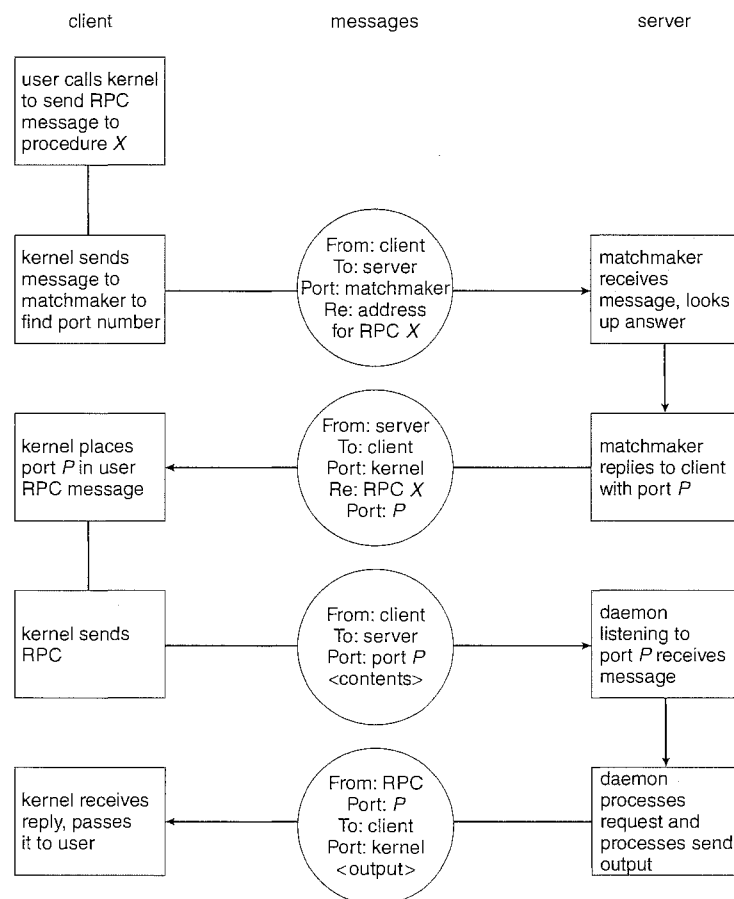 client
messages
server
user calls kernel
to send RPC
message to
procedure X
kernel sends
message to
matchmaker to
find port number
From: client
To: server
Port: matchmaker
Re: address
for RPC X
matchmaker
receives
message, looks
up answer
kernel places
port P in user
RPC message
From: server
To: client
Port: kernel
Re: RPC X
Port: P
matchmaker
replies to client
with port P
kernel sends
RPC
From: client
To: server
Port: port P
<contents>
daemon
listening to
port P receives
message
kernel receives
reply, passes
it to user
From: RPC
Port: P
To: client
Port: kernel
<output>
daemon
processes
request and
processes send
output